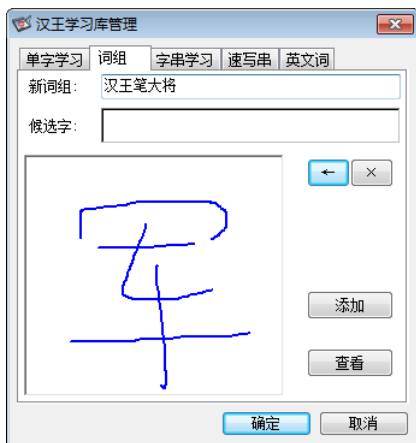 汉王学习库管理
单字学习 词组 字串学习 速写串 英文词
新词组: 汉王笔大将
候选字:
军
添加
查看
确定 取消